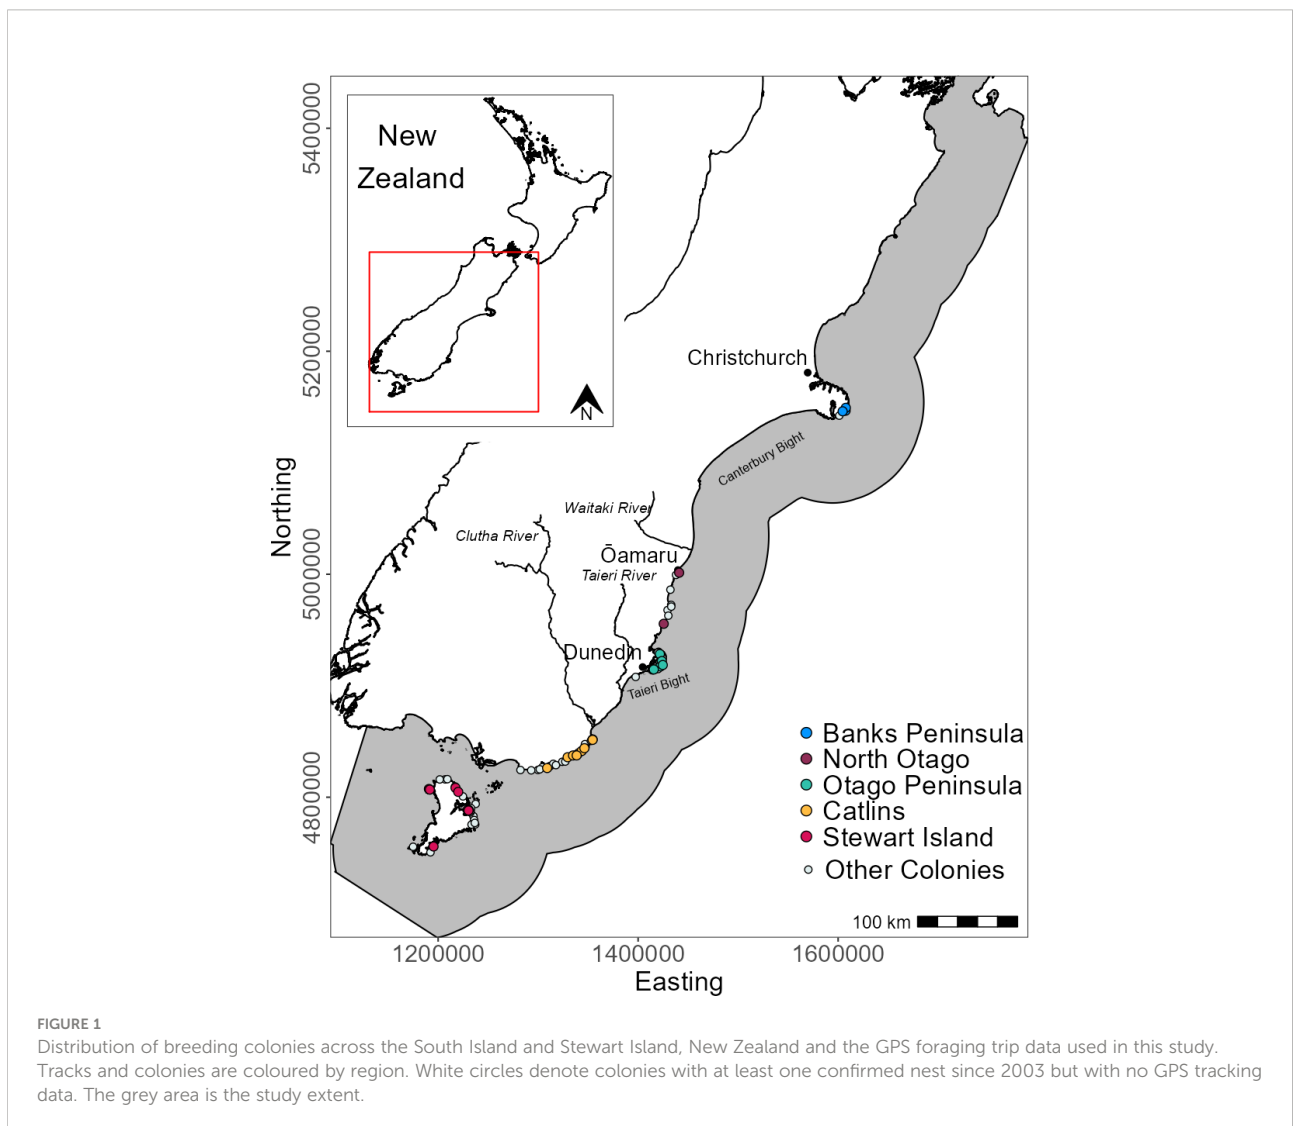 New
Zealand
N
5400000
5200000
5000000
4800000
Northing
Christchurch
Canterbury Bight
Waitaki River
Clutha River
Ōamaru
Taieri River
Dunedin
Taieri Bight
Banks Peninsula
North Otago
Otago Peninsula
Catlins
Stewart Island
Other Colonies
100 km
1200000 1400000 1600000
Easting
FIGURE 1
Distribution of breeding colonies across the South Island and Stewart Island, New Zealand and the GPS foraging trip data used in this study.
Tracks and colonies are coloured by region. White circles denote colonies with at least one confirmed nest since 2003 but with no GPS tracking
data. The grey area is the study extent.